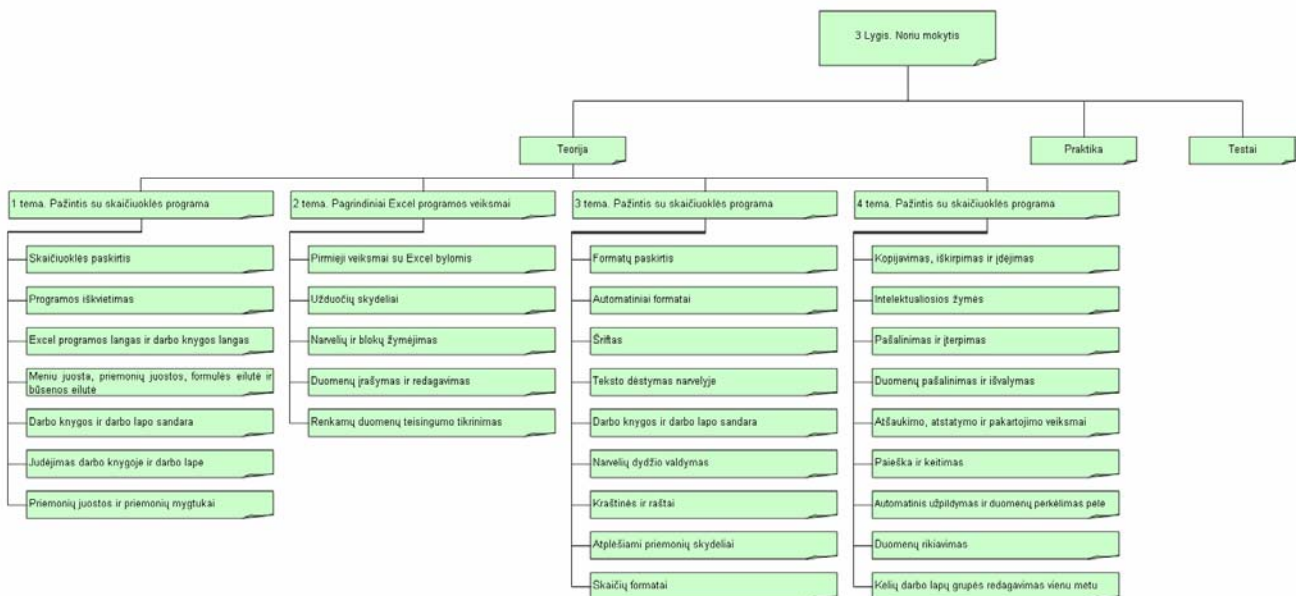 3 Lygis. Noriu mokytis
Teorija
Praktika
Testai
1 tema. Pažintis su skaičiuoklės programa
Skaičiuoklės paskirtis
Programos iškvietimas
Excel programos langas ir darbo knygos langas
Meniu juosta, priemonių juostos, formulės eilutė ir
būsenos eilutė
Darbo knygos ir darbo lapo sandara
Judėjimas darbo knygoje ir darbo lape
Priemonių juostos ir priemonių mygtukai
2 tema. Pagrindiniai Excel programos veiksmai
Pirmieji veiksmai su Excel bylomis
Užduočių skydeliai
Narvelių ir blokų žymėjimas
Duomenų įrašymas ir redagavimas
Renkamų duomenų teisingumo tikrinimas
3 tema. Pažintis su skaičiuoklės programa
Formatų paskirtis
Automatiniai formatai
Šriftas
Teksto dėstymas narvelyje
Darbo knygos ir darbo lapo sandara
Narvelių dydžio valdymas
Kraštinės ir raštai
Atplėšiami priemonių skydeliai
Skaičių formatai
4 tema. Pažintis su skaičiuoklės programa
Kopijavimas, iškirpimas ir įdėjimas
Intelektualiosios žymės
Pašalinimas ir įterpimas
Duomenų pašalinimas ir išvalymas
Atšaukimo, atstatymo ir pakartojimo veiksmai
Paieška ir keitimas
Automatinis užpildymas ir duomenų perkėlimas pele
Duomenų rikiavimas
Kelių darbo lapų grupės redagavimas vienu metu